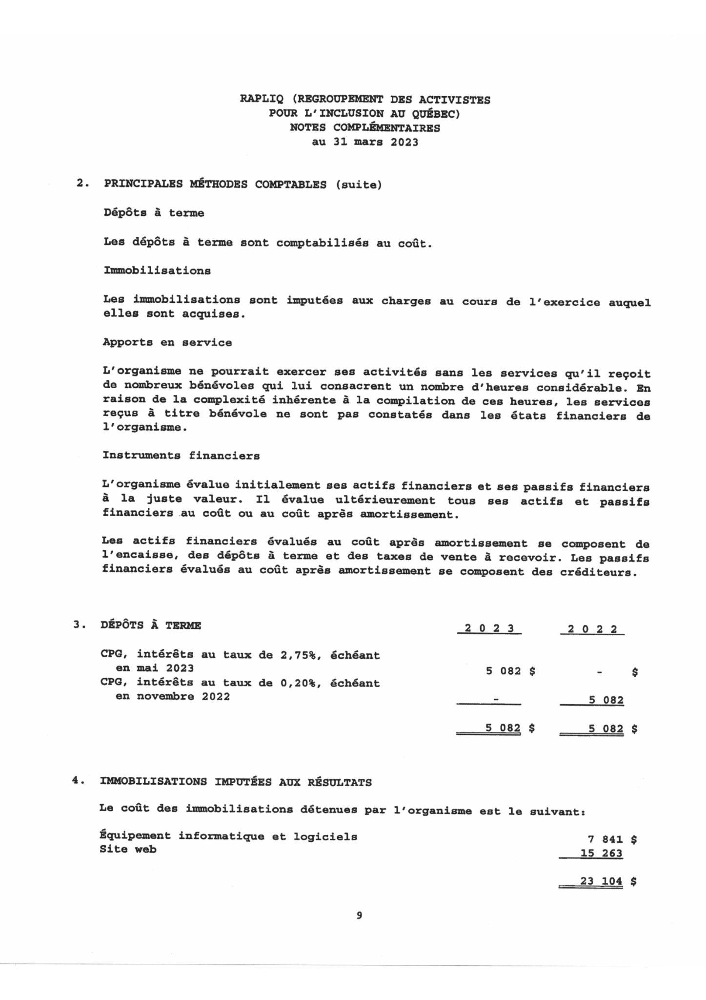 RAPLIQ (REGROUPEMENT DES ACTIVISTES
POUR L'INCLUSION AU QUÉBEC)
NOTES COMPLÉMENTAIRES
au 31 mars 2023
2. PRINCIPALES MÉTHODES COMPTABLES (suite)
Dépôts à terme
Les dépôts à terme sont comptabilisés au coût.
Immobilisations
Les immobilisations sont imputées aux charges au cours de l'exercice auquel
elles sont acquises.
Apports en service
L'organisme ne pourrait exercer ses activités sans les services qu'il reçoit
de nombreux bénévoles qui lui consacrent un nombre d'heures considérable. En
raison de la complexité inhérente à la compilation de ces heures, les services
reçus à titre bénévole ne sont pas constatés dans les états financiers de
l'organisme.
Instruments financiers
L'organisme évalue initialement ses actifs financiers et ses passifs financiers
à la juste valeur. Il évalue ultérieurement tous ses actifs et passifs
financiers au coût ou au coût après amortissement.
Les actifs financiers évalués au coût après amortissement se composent de
l'encaisse, des dépôts à terme et des taxes de vente à recevoir. Les passifs
financiers évalués au coût après amortissement se composent des créditeurs.
3. DÉPÔTS À TERME 2 0 2 3 2 0 2 2
CPG, intérêts au taux de 2,75%, échéant
en mai 2023 5 082 $ - $
CPG, intérêts au taux de 0,20%, échéant
en novembre 2022 - 5 082
5 082 $ 5 082 $
4. IMMOBILISATIONS IMPUTÉES AUX RÉSULTATS
Le coût des immobilisations détenues par l'organisme est le suivant:
Équipement informatique et logiciels 7 841 $
Site web 15 263
23 104 $
9